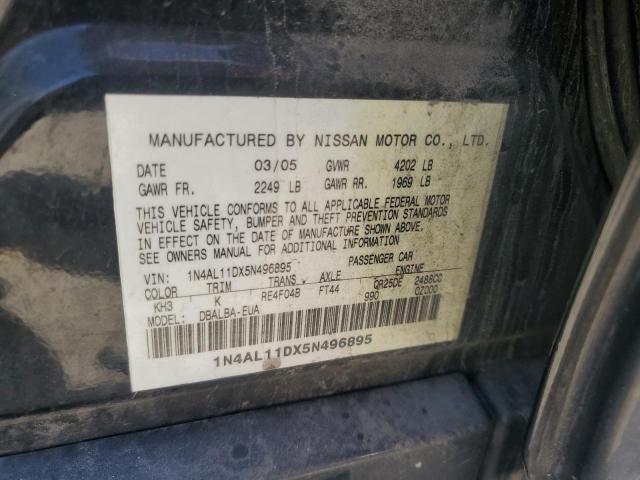 MANUFACTURED BY NISSAN MOTOR CO., LTD.
DATE 03/05 GVWR 4202 LB
GAWR FR. 2249 LB GAWR RR. 1969 LB
THIS VEHICLE CONFORMS TO ALL APPLICABLE FEDERAL MOTOR
VEHICLE SAFETY, BUMPER AND THEFT PREVENTION STANDARDS
IN EFFECT ON THE DATE OF MANUFACTURE SHOWN ABOVE.
SEE OWNERS MANUAL FOR ADDITIONAL INFORMATION
VIN: 1N4AL11DX5N496895 PASSENGER CAR
COLOR TRIM TRANS. AXLE ENGINE
KH3 K RE4F04B FT44 QR25DE 2488CC
MODEL: DBALBA-EUA 990 0Z000
1N4AL11DX5N496895